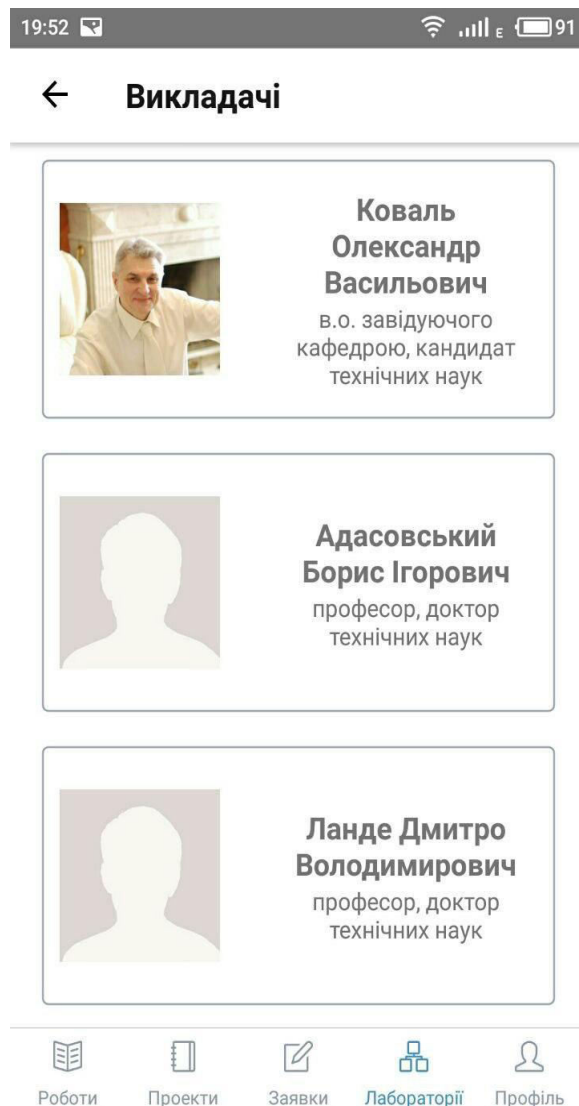 19:52 E 91
Викладачі
Коваль
Олександр
Васильович
в.о. завідуючого
кафедрою, кандидат
технічних наук
Адасовський
Борис Ігорович
професор, доктор
технічних наук
Ланде Дмитро
Володимирович
професор, доктор
технічних наук
Роботи Проекти Заявки Лабораторії Профіль